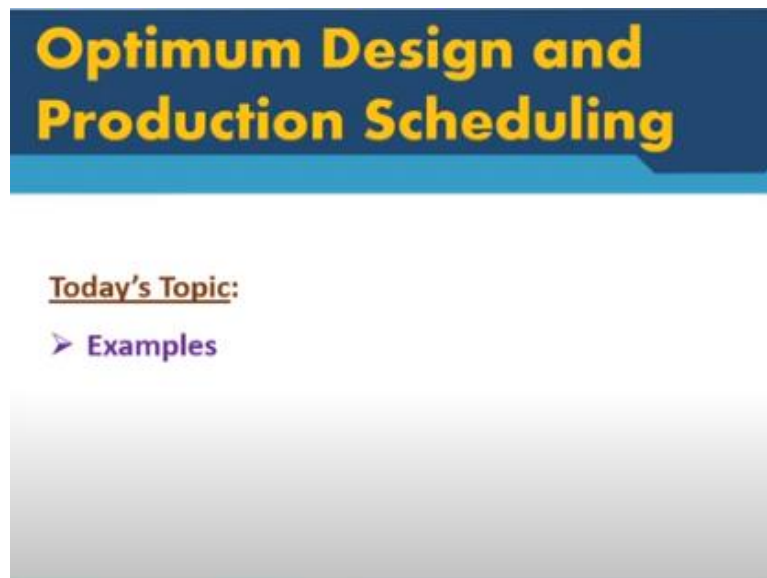 Optimum Design and
Production Scheduling
Today's Topic:
➢ Examples